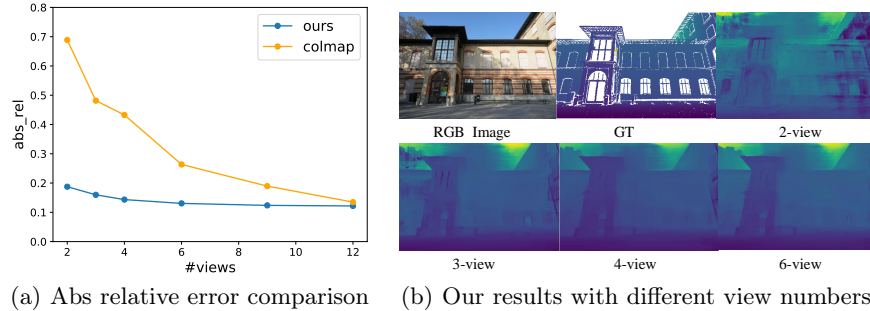 0.8
0.7
0.6
0.5
0.4
0.3
0.2
0.1
0.0
abs_rel
2
4
6
8
10
12
#views
ours
colmap
(a) Abs relative error comparison
RGB Image
GT
2-view
3-view
4-view
6-view
(b) Our results with different view numbers